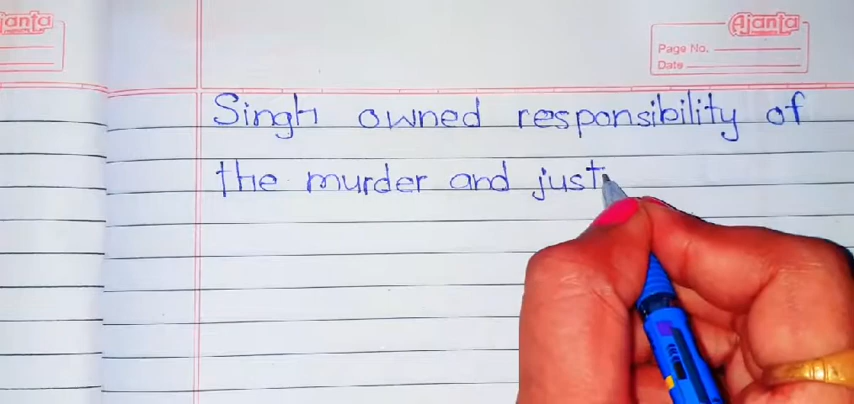 Ajanta
Page No.
Date
Singh owned responsibility of
the murder and just